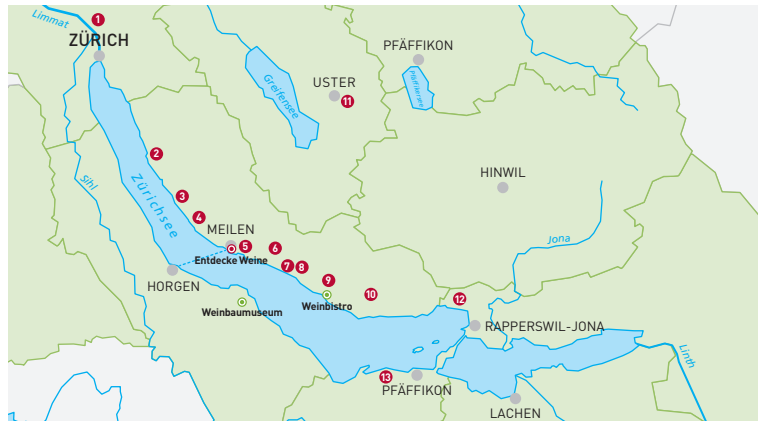 1
Limmat
ZÜRICH
PFÄFFIKON
Greifensee
USTER
11
Pfäffikersee
2
HINWIL
Sihl
Zürichsee
3
4
MEILEN
5
6
Jona
Entdecke Weine
7
8
HORGEN
9
10
12
Weinbaumuseum
Weinbistro
RAPPERSWIL-JONA
Linth
13
PFÄFFIKON
LACHEN